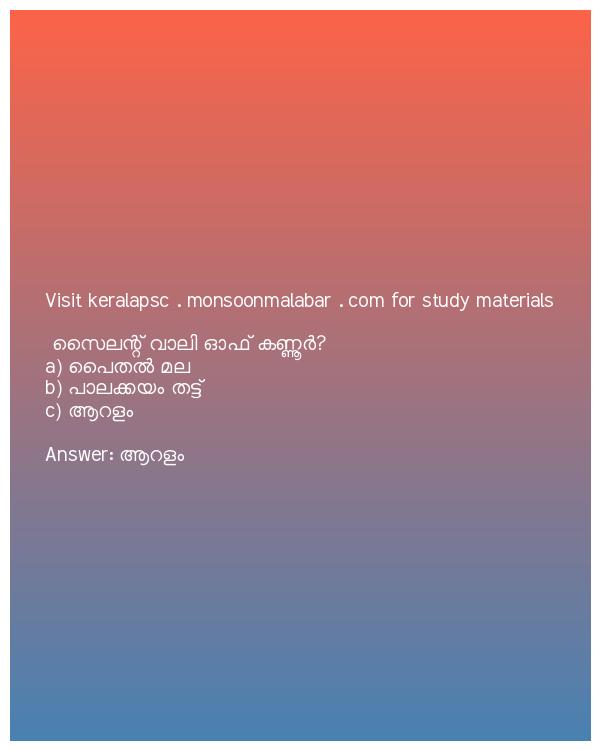 Visit keralapsc . monsoonmalabar . com for study materials
സൈലന്റ് വാലി ഓഫ് കണ്ണൂർ?
a) പൈതൽ മല
b) പാലക്കയം തട്ട്
c) ആറളം
Answer: ആറളം